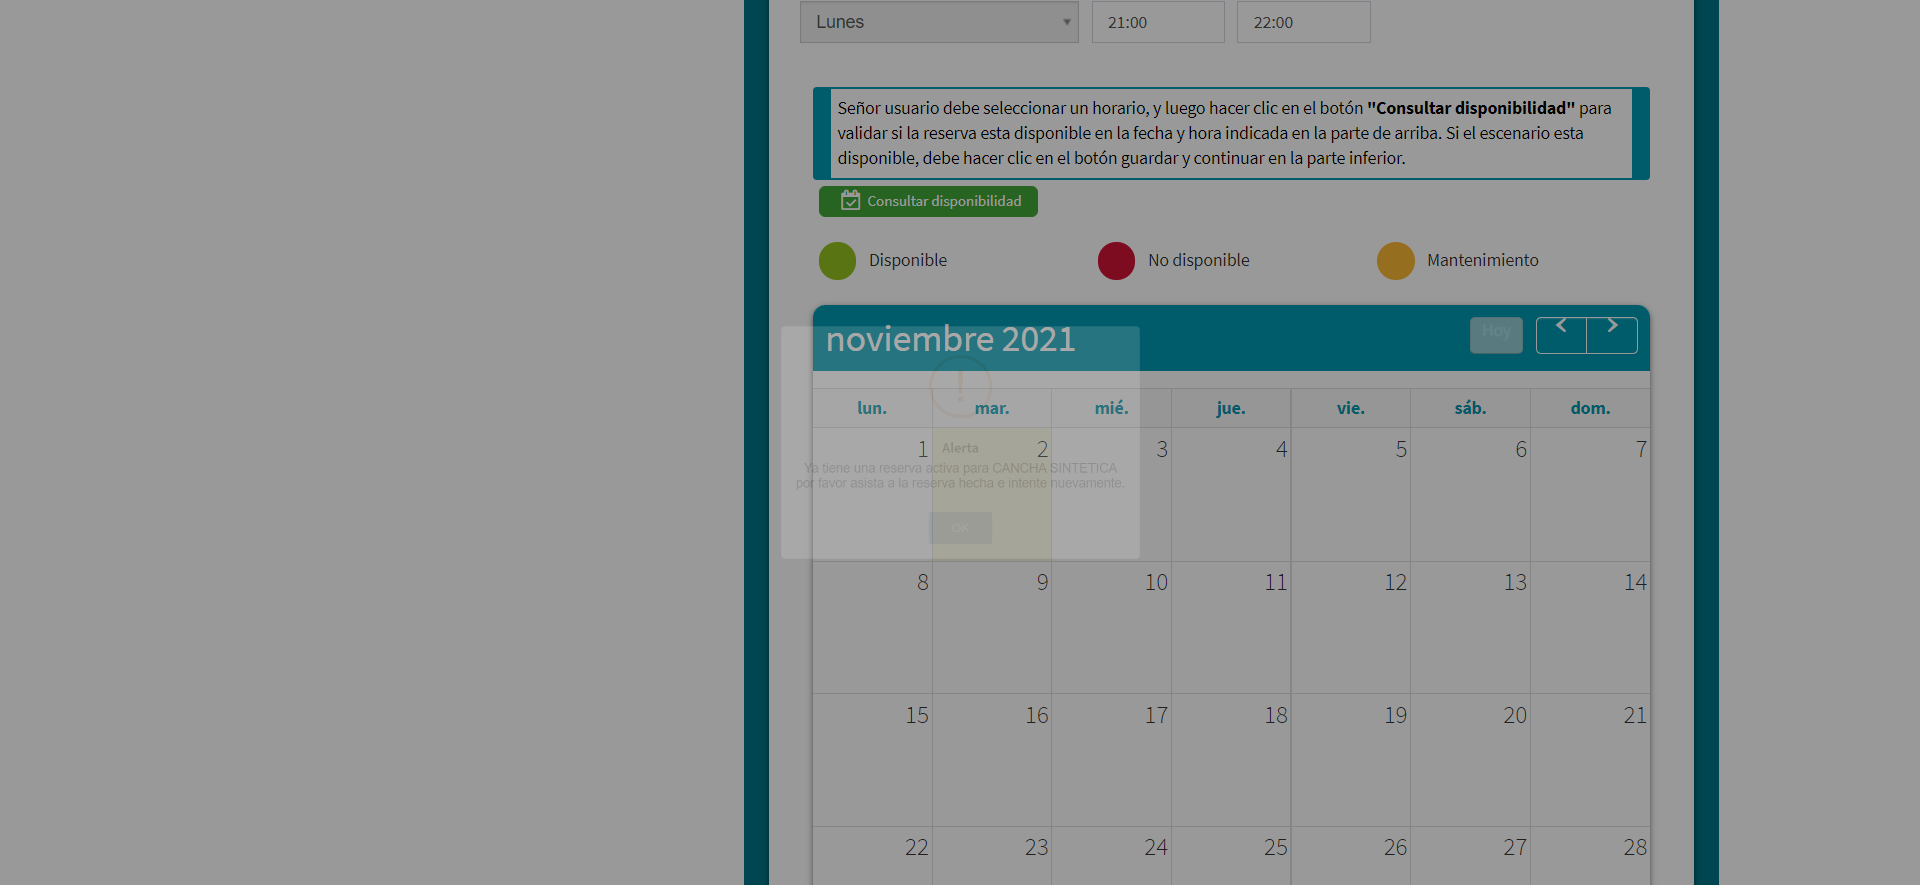 Lunes 21:00 22:00
Señor usuario debe seleccionar un horario, y luego hacer clic en el botón "Consultar disponibilidad" para
validar si la reserva esta disponible en la fecha y hora indicada en la parte de arriba. Si el escenario esta
disponible, debe hacer clic en el botón guardar y continuar en la parte inferior.
Consultar disponibilidad
Disponible No disponible Mantenimiento
noviembre 2021 Hoy
lun. mar. mié. jue. vie. sáb. dom.
1 2 3 4 5 6 7
Alerta
Ya tiene una reserva activa para CANCHA SINTETICA
por favor asista a la reserva hecha e intente nuevamente.
OK
8 9 10 11 12 13 14
15 16 17 18 19 20 21
22 23 24 25 26 27 28